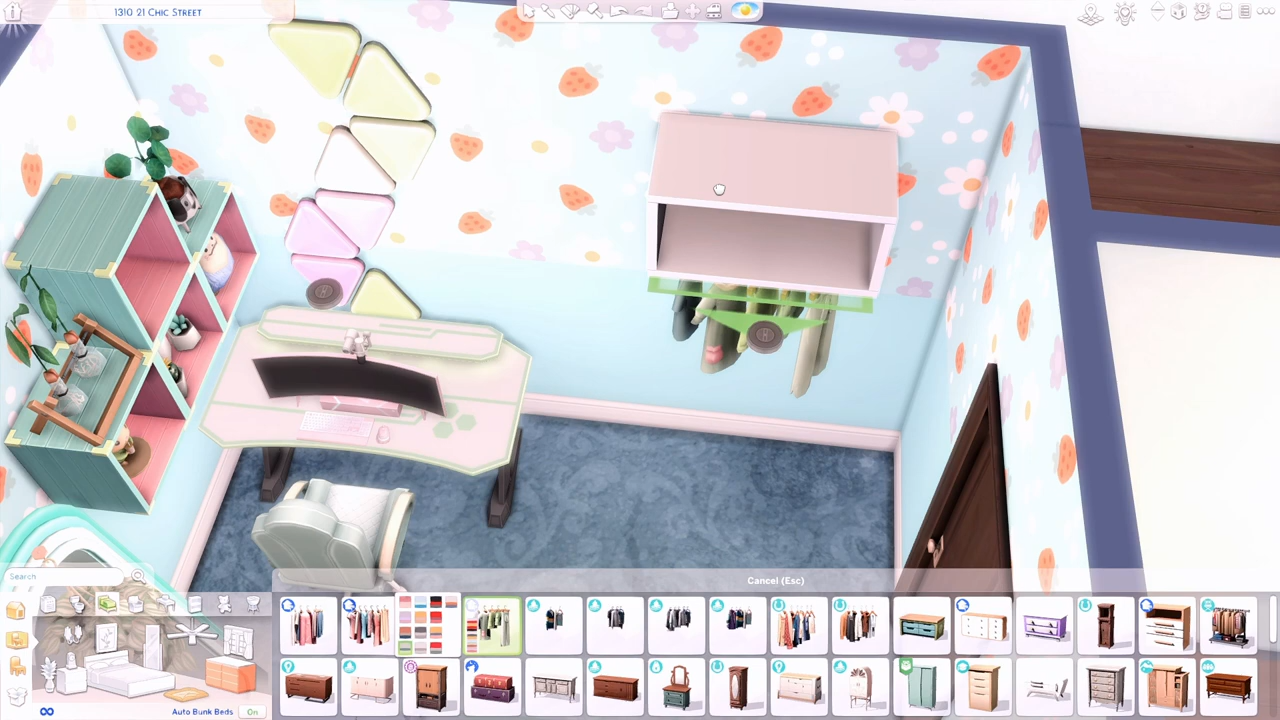 1310 21 CHIC STREET
Cancel (Esc)
Search
Auto Bunk Beds
On